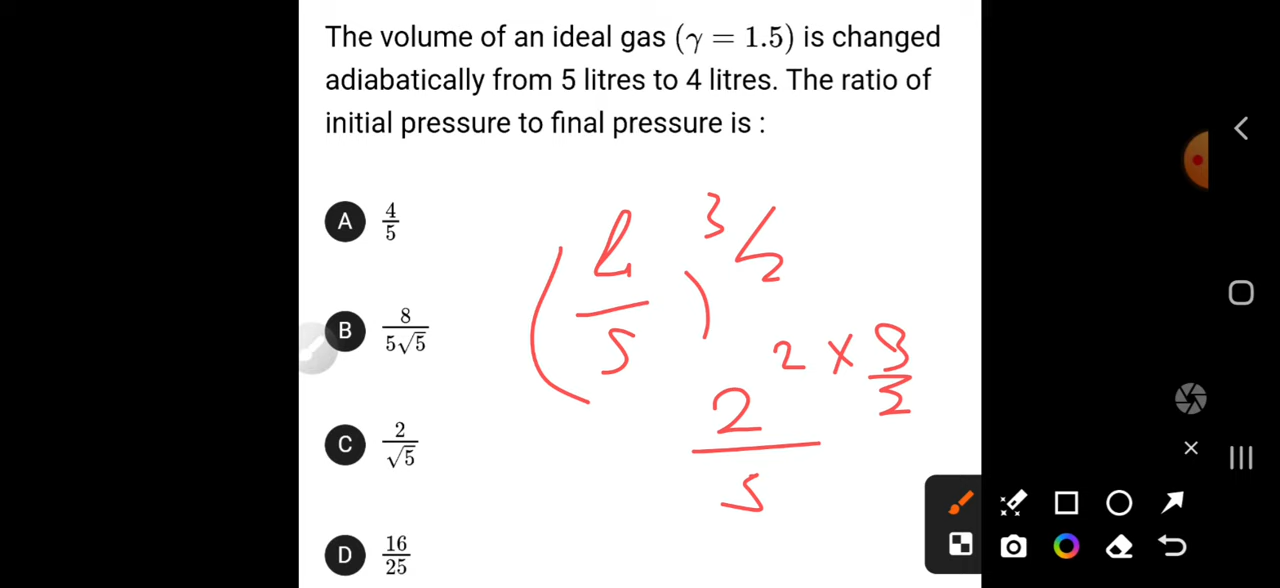 The volume of an ideal gas (γ = 1.5) is changed
adiabatically from 5 litres to 4 litres. The ratio of
initial pressure to final pressure is :
A 4/5
B 8/5√5
C 2/√5
D 16/25
(4/5)^3/2
2 × 3/2
2/5